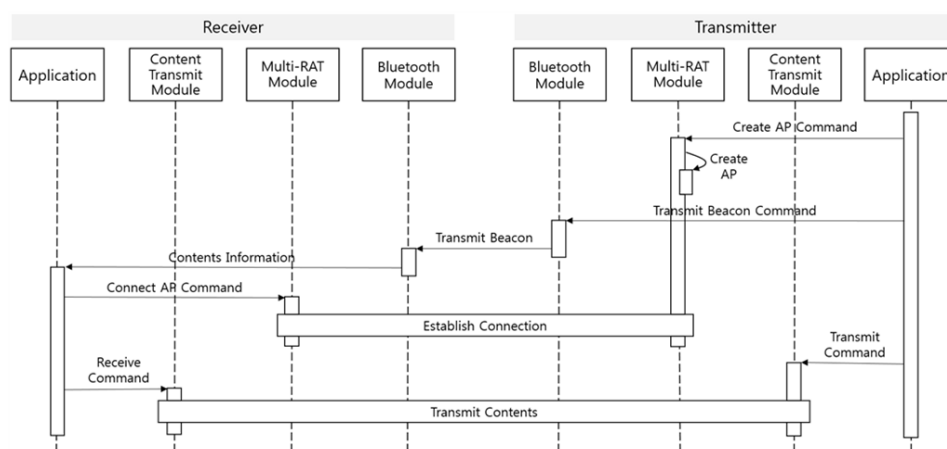 Receiver
Transmitter
Application
Content
Transmit
Module
Multi-RAT
Module
Bluetooth
Module
Bluetooth
Module
Multi-RAT
Module
Content
Transmit
Module
Application
Create AP Command
Create
AP
Transmit Beacon Command
Transmit Beacon
Contents Information
Connect AP Command
Establish Connection
Transmit
Command
Receive
Command
Transmit Contents